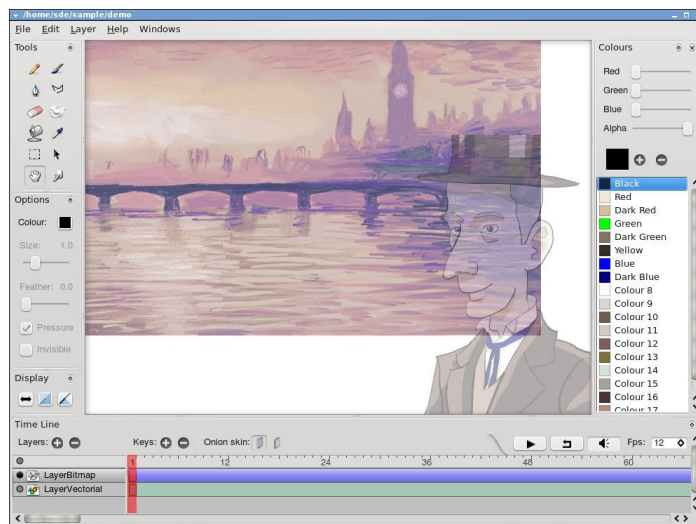 /home/sde/sample/demo
File Edit Layer Help Windows
Tools
Options
Colour:
Size: 1.0
Feather: 0.0
Pressure
Invisible
Display
Colours
Red
Green
Blue
Alpha
Black
Red
Dark Red
Green
Dark Green
Yellow
Blue
Dark Blue
Colour 8
Colour 9
Colour 10
Colour 11
Colour 12
Colour 13
Colour 14
Colour 15
Colour 16
Colour 17
Time Line
Layers: Keys: Onion skin: Fps: 12
1 12 24 36 48 60
LayerBitmap
LayerVectorial